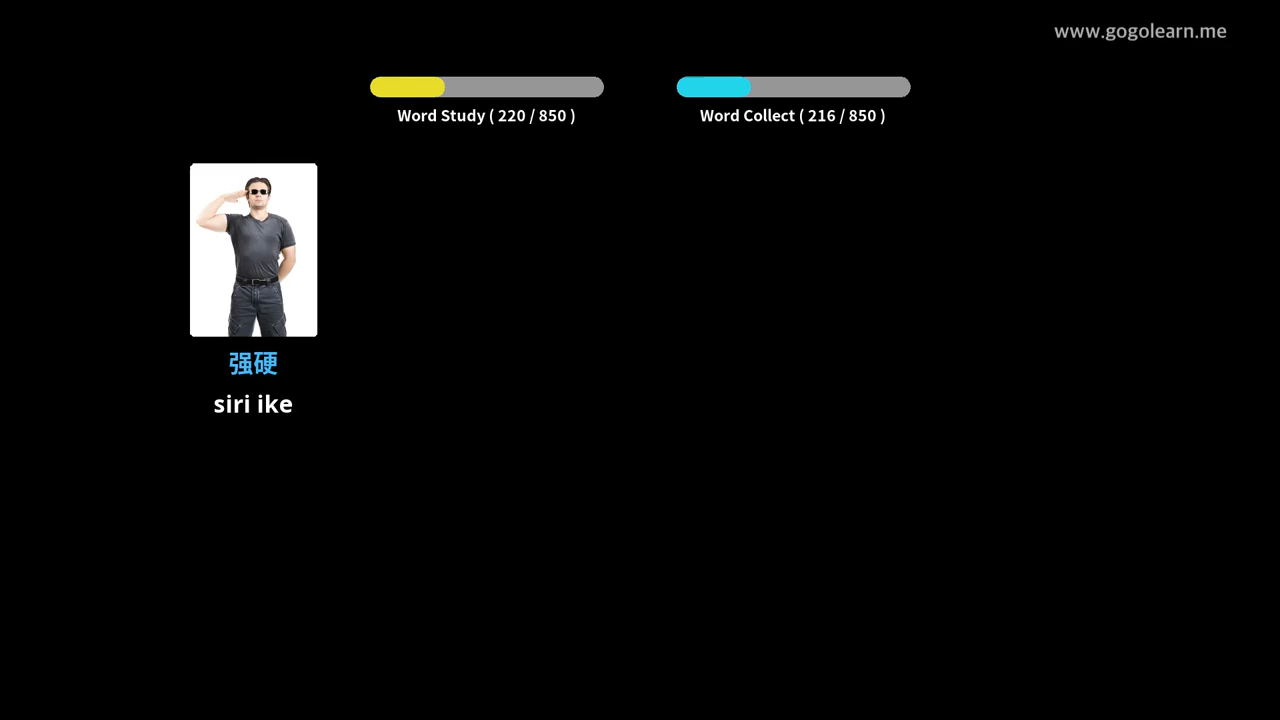 www.gogolearn.me
Word Study ( 220 / 850 )
Word Collect ( 216 / 850 )
强硬
siri ike